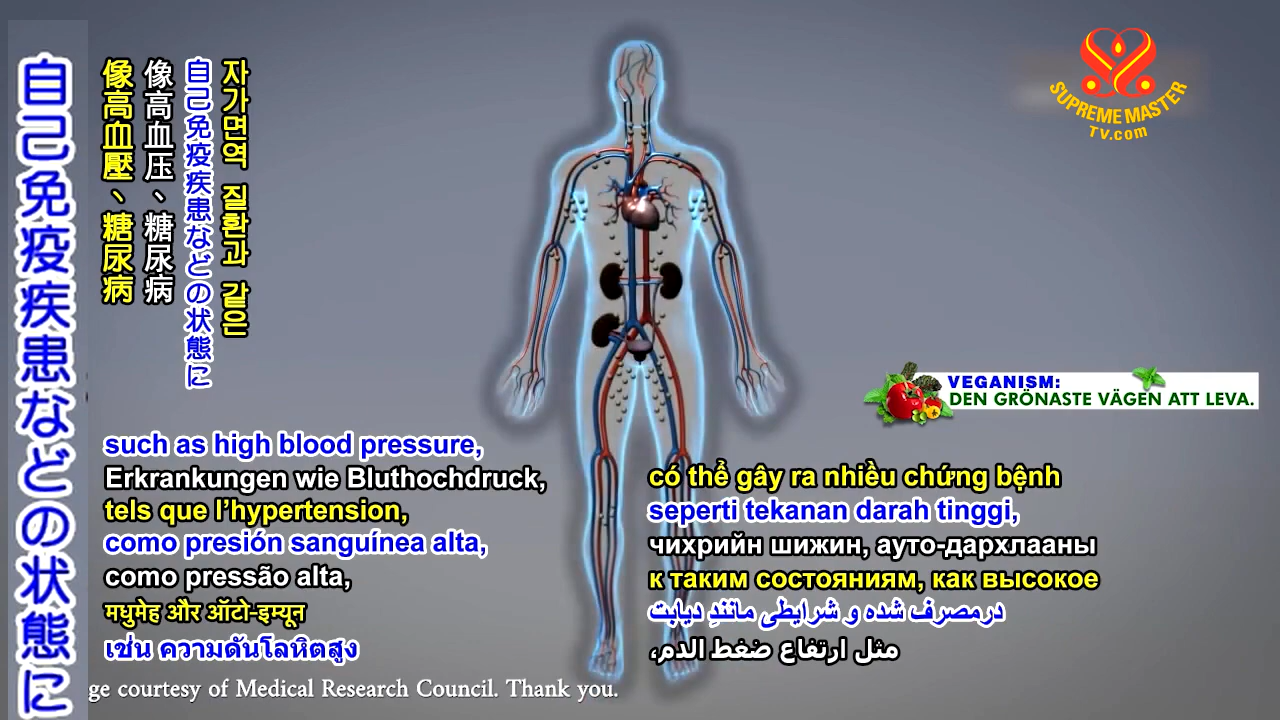 自己免疫疾患などの状態に
像高血壓、糖尿病
像高血压、糖尿病
自己免疫疾患などの状態に
자가면역 질환과 같은
SUPREME MASTER
TV.com
VEGANISM:
DEN GRÖNASTE VÄGEN ATT LEVA.
such as high blood pressure,
Erkrankungen wie Bluthochdruck,
tels que l'hypertension,
como presión sanguínea alta,
como pressão alta,
मधुमेह और ऑटो-इम्यून
เช่น ความดันโลหิตสูง
có thể gây ra nhiều chứng bệnh
seperti tekanan darah tinggi,
чихрийн шижин, ауто-дархлааны
к таким состояниям, как высокое
درمصرف شده و شرایطی مانندِ دیابت
مثل ارتفاع ضغط الدم،
ge courtesy of Medical Research Council. Thank you.